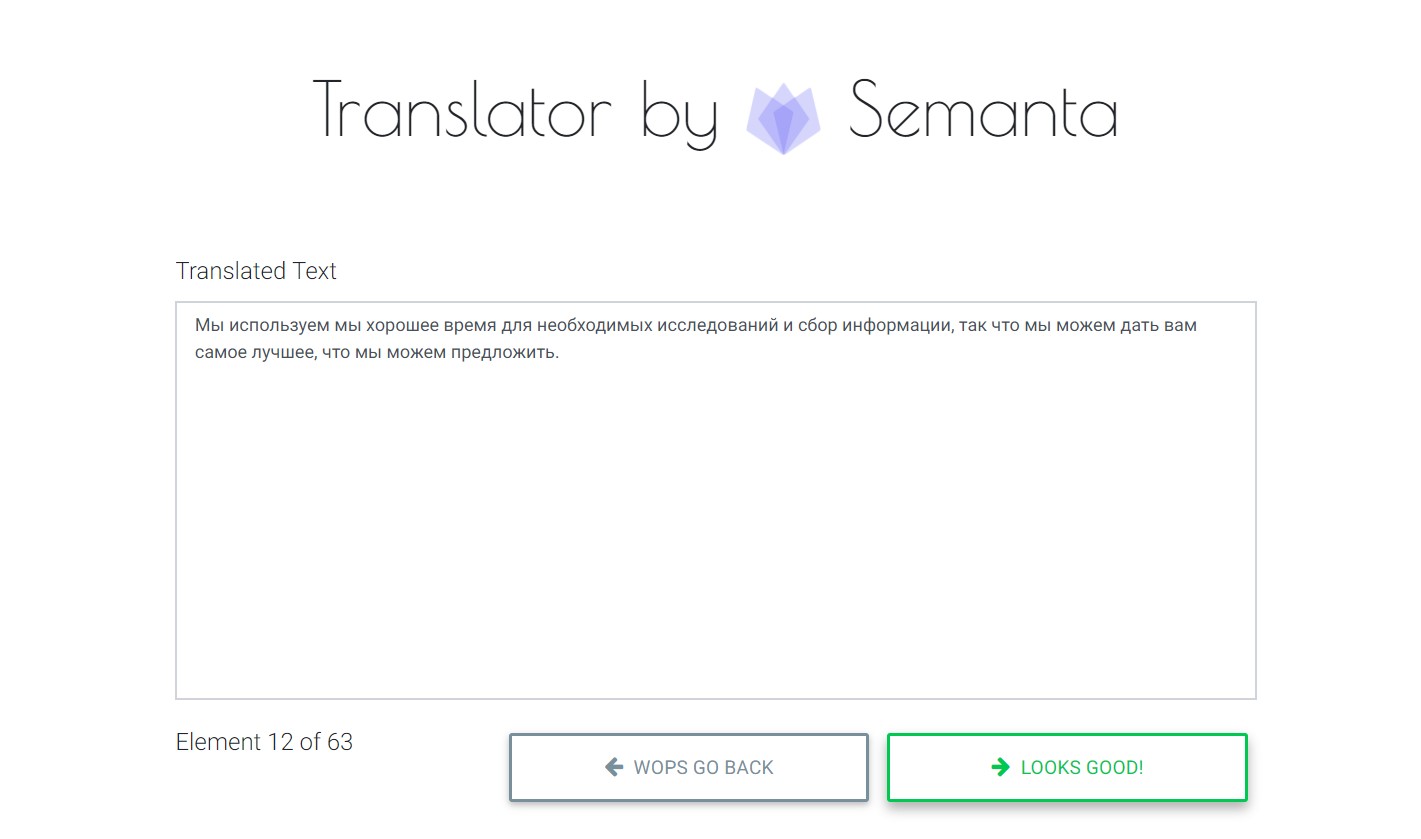 Translator by Semanta
Translated Text
Мы используем мы хорошее время для необходимых исследований и сбор информации, так что мы можем дать вам
самое лучшее, что мы можем предложить.
Element 12 of 63
WOPS GO BACK
LOOKS GOOD!